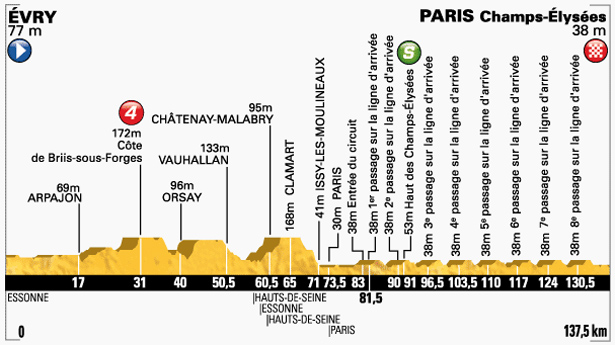 ÉVRY
77 m
PARIS Champs-Élysées
38 m
S
4
172m
Côte
de Briis-sous-Forges
69m
ARPAJON
96m
ORSAY
133m
VAUHALLAN
95m
CHÂTENAY-MALABRY
168m CLAMART
41m ISSY-LES-MOULINEAUX
30m PARIS
38m Entrée du circuit
38m 1er passage sur la ligne d'arrivée
38m 2e passage sur la ligne d'arrivée
53m Haut des Champs-Élysées
38m 3e passage sur la ligne d'arrivée
38m 4e passage sur la ligne d'arrivée
38m 5e passage sur la ligne d'arrivée
38m 6e passage sur la ligne d'arrivée
38m 7e passage sur la ligne d'arrivée
38m 8e passage sur la ligne d'arrivée
17 31 40 50,5 60,5 65 71 73,5 83 90 91 96,5 103,5 110 117 124 130,5
81,5
ESSONNE
HAUTS-DE-SEINE
ESSONNE
HAUTS-DE-SEINE
PARIS
0
137,5 km